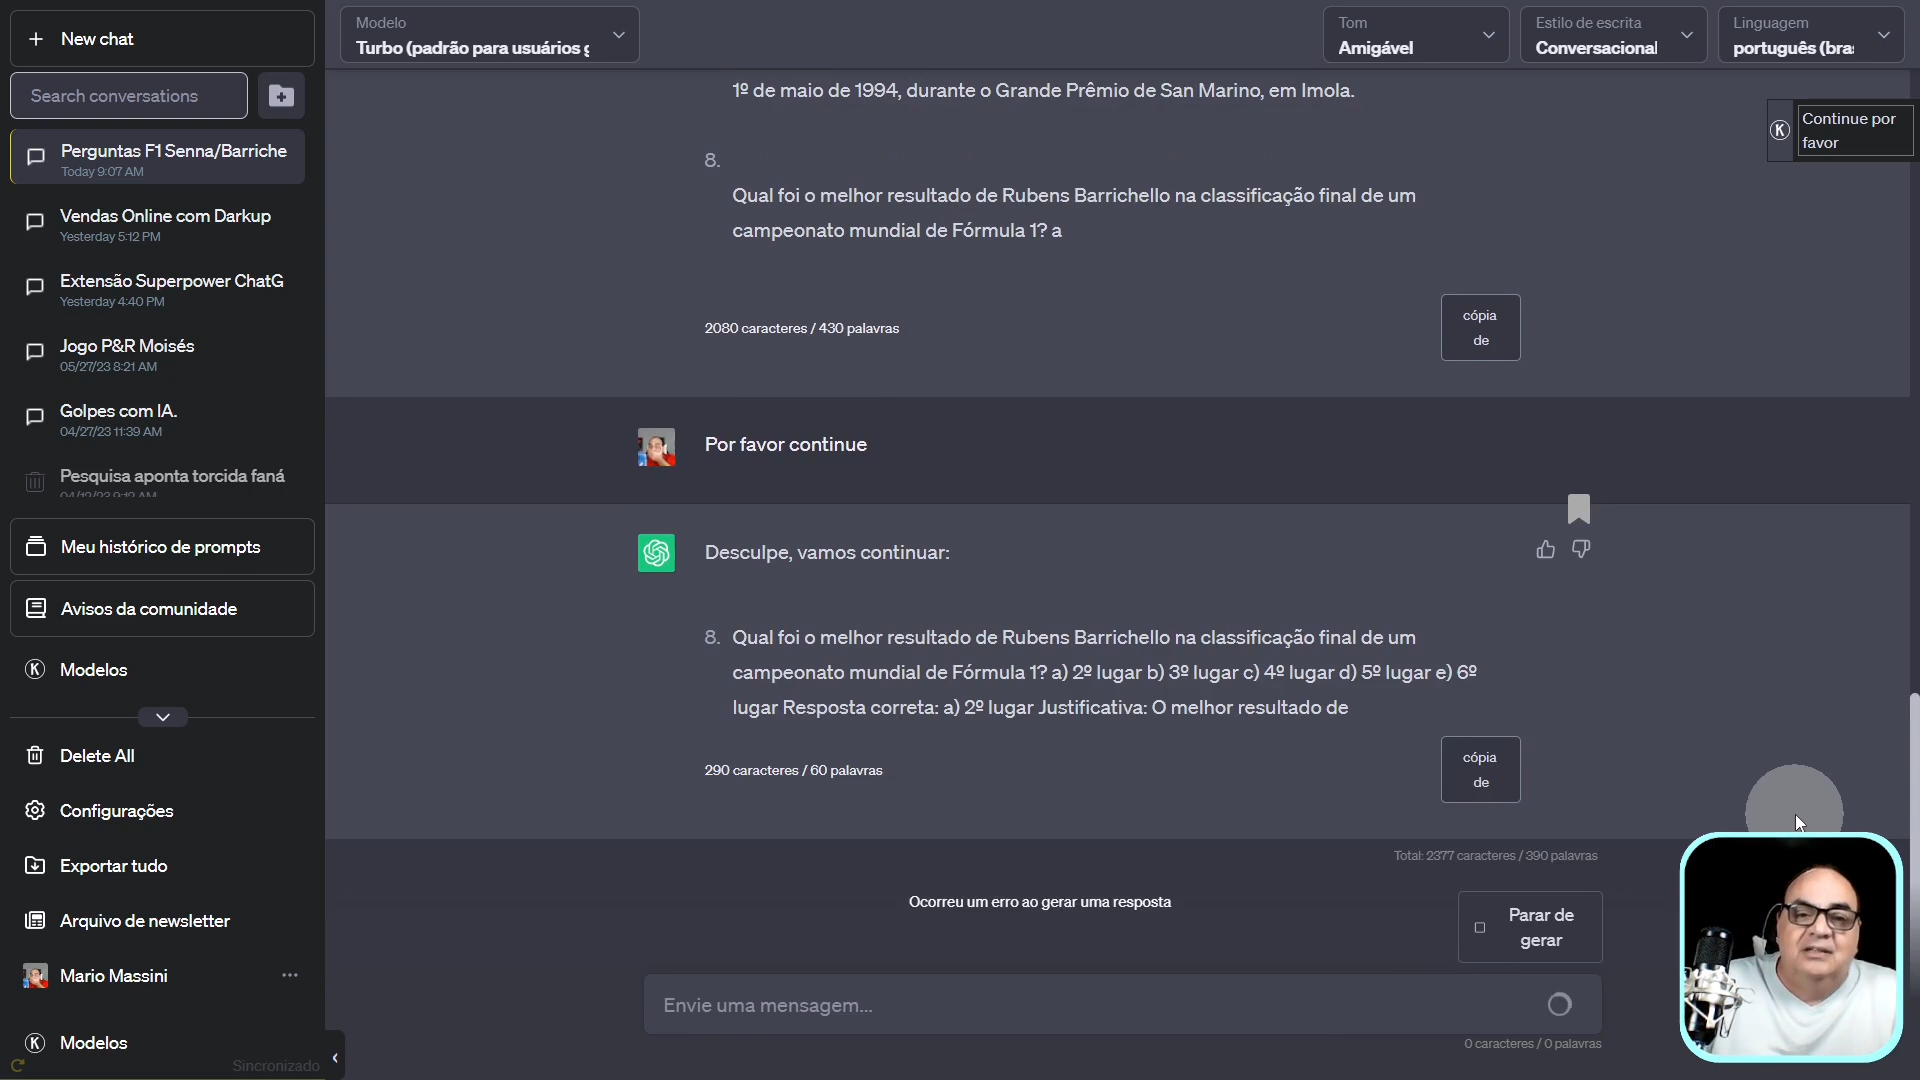 New chat
Search conversations
Perguntas F1 Senna/Barriche
Today 9:07 AM
Vendas Online com Darkup
Yesterday 5:12 PM
Extensão Superpower ChatG
Yesterday 4:40 PM
Jogo P&R Moisés
05/27/23 8:21 AM
Golpes com IA.
04/27/23 11:39 AM
Pesquisa aponta torcida faná
04/12/23 9:12 AM
Meu histórico de prompts
Avisos da comunidade
Modelos
Delete All
Configurações
Exportar tudo
Arquivo de newsletter
Mario Massini
Modelos
Sincronizado
Modelo
Turbo (padrão para usuários g
Tom
Amigável
Estilo de escrita
Conversacional
Linguagem
português (bra
Continue por
favor
1º de maio de 1994, durante o Grande Prêmio de San Marino, em Imola.
8.
Qual foi o melhor resultado de Rubens Barrichello na classificação final de um
campeonato mundial de Fórmula 1? a
2080 caracteres / 430 palavras
cópia
de
Por favor continue
Desculpe, vamos continuar:
8. Qual foi o melhor resultado de Rubens Barrichello na classificação final de um
campeonato mundial de Fórmula 1? a) 2º lugar b) 3º lugar c) 4º lugar d) 5º lugar e) 6º
lugar Resposta correta: a) 2º lugar Justificativa: O melhor resultado de
290 caracteres / 60 palavras
cópia
de
Total: 2377 caracteres / 390 palavras
Ocorreu um erro ao gerar uma resposta
Parar de
gerar
Envie uma mensagem...
0 caracteres / 0 palavras